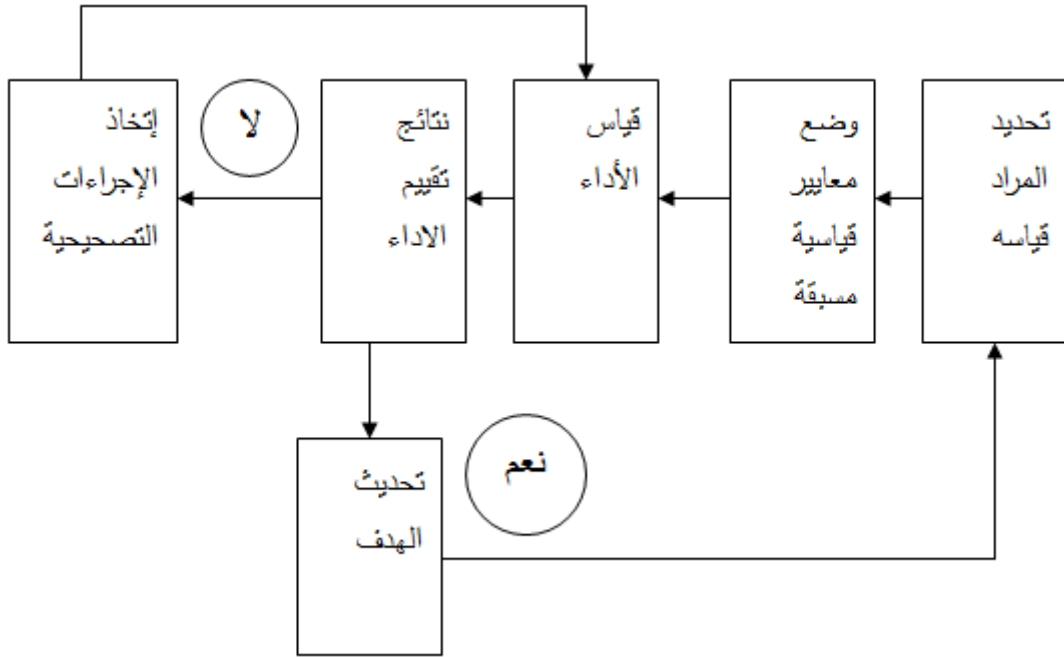 تحديد
المراد
قياسه
وضع
معايير
قياسية
مسبقة
قياس
الأداء
نتائج
تقييم
الاداء
لا
إتخاذ
الإجراءات
التصحيحية
نعم
تحديث
الهدف